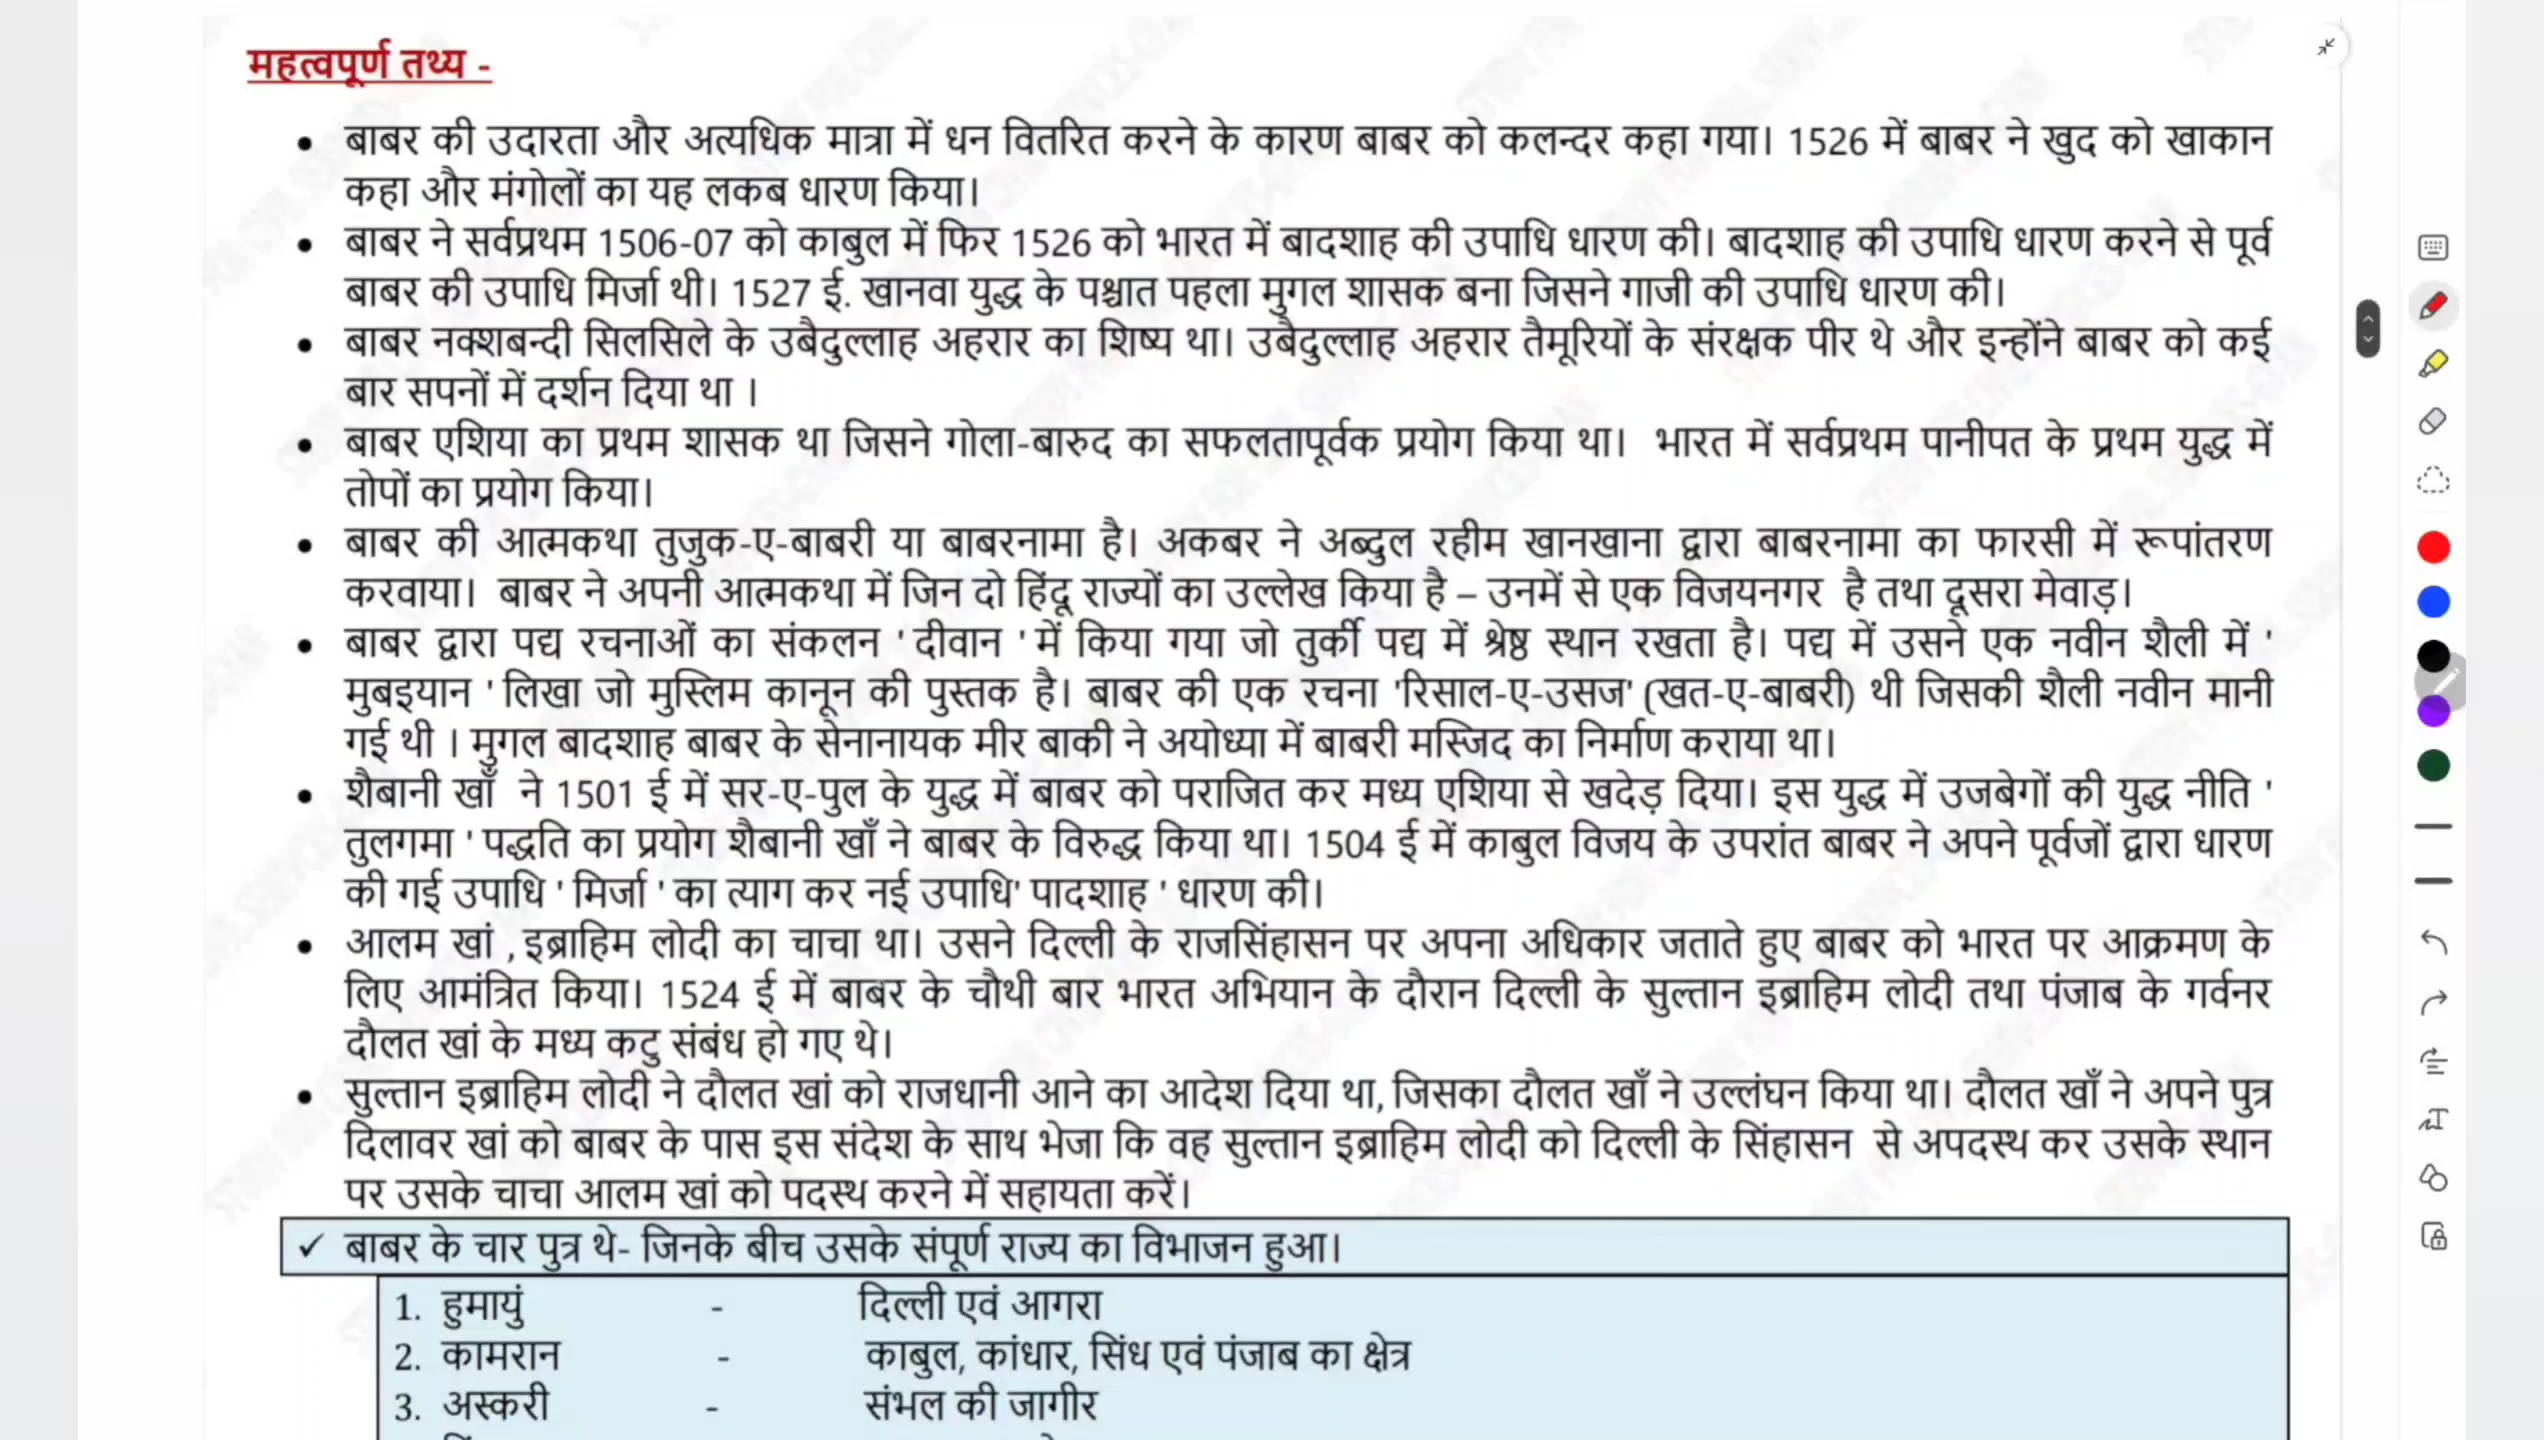 महत्वपूर्ण तथ्य -
• बाबर की उदारता और अत्यधिक मात्रा में धन वितरित करने के कारण बाबर को कलन्दर कहा गया। 1526 में बाबर ने खुद को खाकान
कहा और मंगोलों का यह लकब धारण किया।
• बाबर ने सर्वप्रथम 1506-07 को काबुल में फिर 1526 को भारत में बादशाह की उपाधि धारण की। बादशाह की उपाधि धारण करने से पूर्व
बाबर की उपाधि मिर्जा थी। 1527 ई. खानवा युद्ध के पश्चात पहला मुगल शासक बना जिसने गाजी की उपाधि धारण की।
• बाबर नक्शबन्दी सिलसिले के उबैदुल्लाह अहरार का शिष्य था। उबैदुल्लाह अहरार तैमूरियों के संरक्षक पीर थे और इन्होंने बाबर को कई
बार सपनों में दर्शन दिया था ।
• बाबर एशिया का प्रथम शासक था जिसने गोला-बारुद का सफलतापूर्वक प्रयोग किया था। भारत में सर्वप्रथम पानीपत के प्रथम युद्ध में
तोपों का प्रयोग किया।
• बाबर की आत्मकथा तुजुक-ए-बाबरी या बाबरनामा है। अकबर ने अब्दुल रहीम खानखाना द्वारा बाबरनामा का फारसी में रूपांतरण
करवाया। बाबर ने अपनी आत्मकथा में जिन दो हिंदू राज्यों का उल्लेख किया है – उनमें से एक विजयनगर है तथा दूसरा मेवाड़।
• बाबर द्वारा पद्य रचनाओं का संकलन ' दीवान ' में किया गया जो तुर्की पद्य में श्रेष्ठ स्थान रखता है। पद्य में उसने एक नवीन शैली में '
मुबइयान ' लिखा जो मुस्लिम कानून की पुस्तक है। बाबर की एक रचना 'रिसाल-ए-उसज' (खत-ए-बाबरी) थी जिसकी शैली नवीन मानी
गई थी । मुगल बादशाह बाबर के सेनानायक मीर बाकी ने अयोध्या में बाबरी मस्जिद का निर्माण कराया था।
• शैबानी खाँ ने 1501 ई में सर-ए-पुल के युद्ध में बाबर को पराजित कर मध्य एशिया से खदेड़ दिया। इस युद्ध में उजबेगों की युद्ध नीति '
तुलगमा ' पद्धति का प्रयोग शैबानी खाँ ने बाबर के विरुद्ध किया था। 1504 ई में काबुल विजय के उपरांत बाबर ने अपने पूर्वजों द्वारा धारण
की गई उपाधि ' मिर्जा ' का त्याग कर नई उपाधि' पादशाह ' धारण की।
• आलम खां , इब्राहिम लोदी का चाचा था। उसने दिल्ली के राजसिंहासन पर अपना अधिकार जताते हुए बाबर को भारत पर आक्रमण के
लिए आमंत्रित किया। 1524 ई में बाबर के चौथी बार भारत अभियान के दौरान दिल्ली के सुल्तान इब्राहिम लोदी तथा पंजाब के गर्वनर
दौलत खां के मध्य कटु संबंध हो गए थे।
• सुल्तान इब्राहिम लोदी ने दौलत खां को राजधानी आने का आदेश दिया था, जिसका दौलत खाँ ने उल्लंघन किया था। दौलत खाँ ने अपने पुत्र
दिलावर खां को बाबर के पास इस संदेश के साथ भेजा कि वह सुल्तान इब्राहिम लोदी को दिल्ली के सिंहासन से अपदस्थ कर उसके स्थान
पर उसके चाचा आलम खां को पदस्थ करने में सहायता करें।
✓ बाबर के चार पुत्र थे- जिनके बीच उसके संपूर्ण राज्य का विभाजन हुआ।
1. हुमायुं - दिल्ली एवं आगरा
2. कामरान - काबुल, कांधार, सिंध एवं पंजाब का क्षेत्र
3. अस्करी - संभल की जागीर